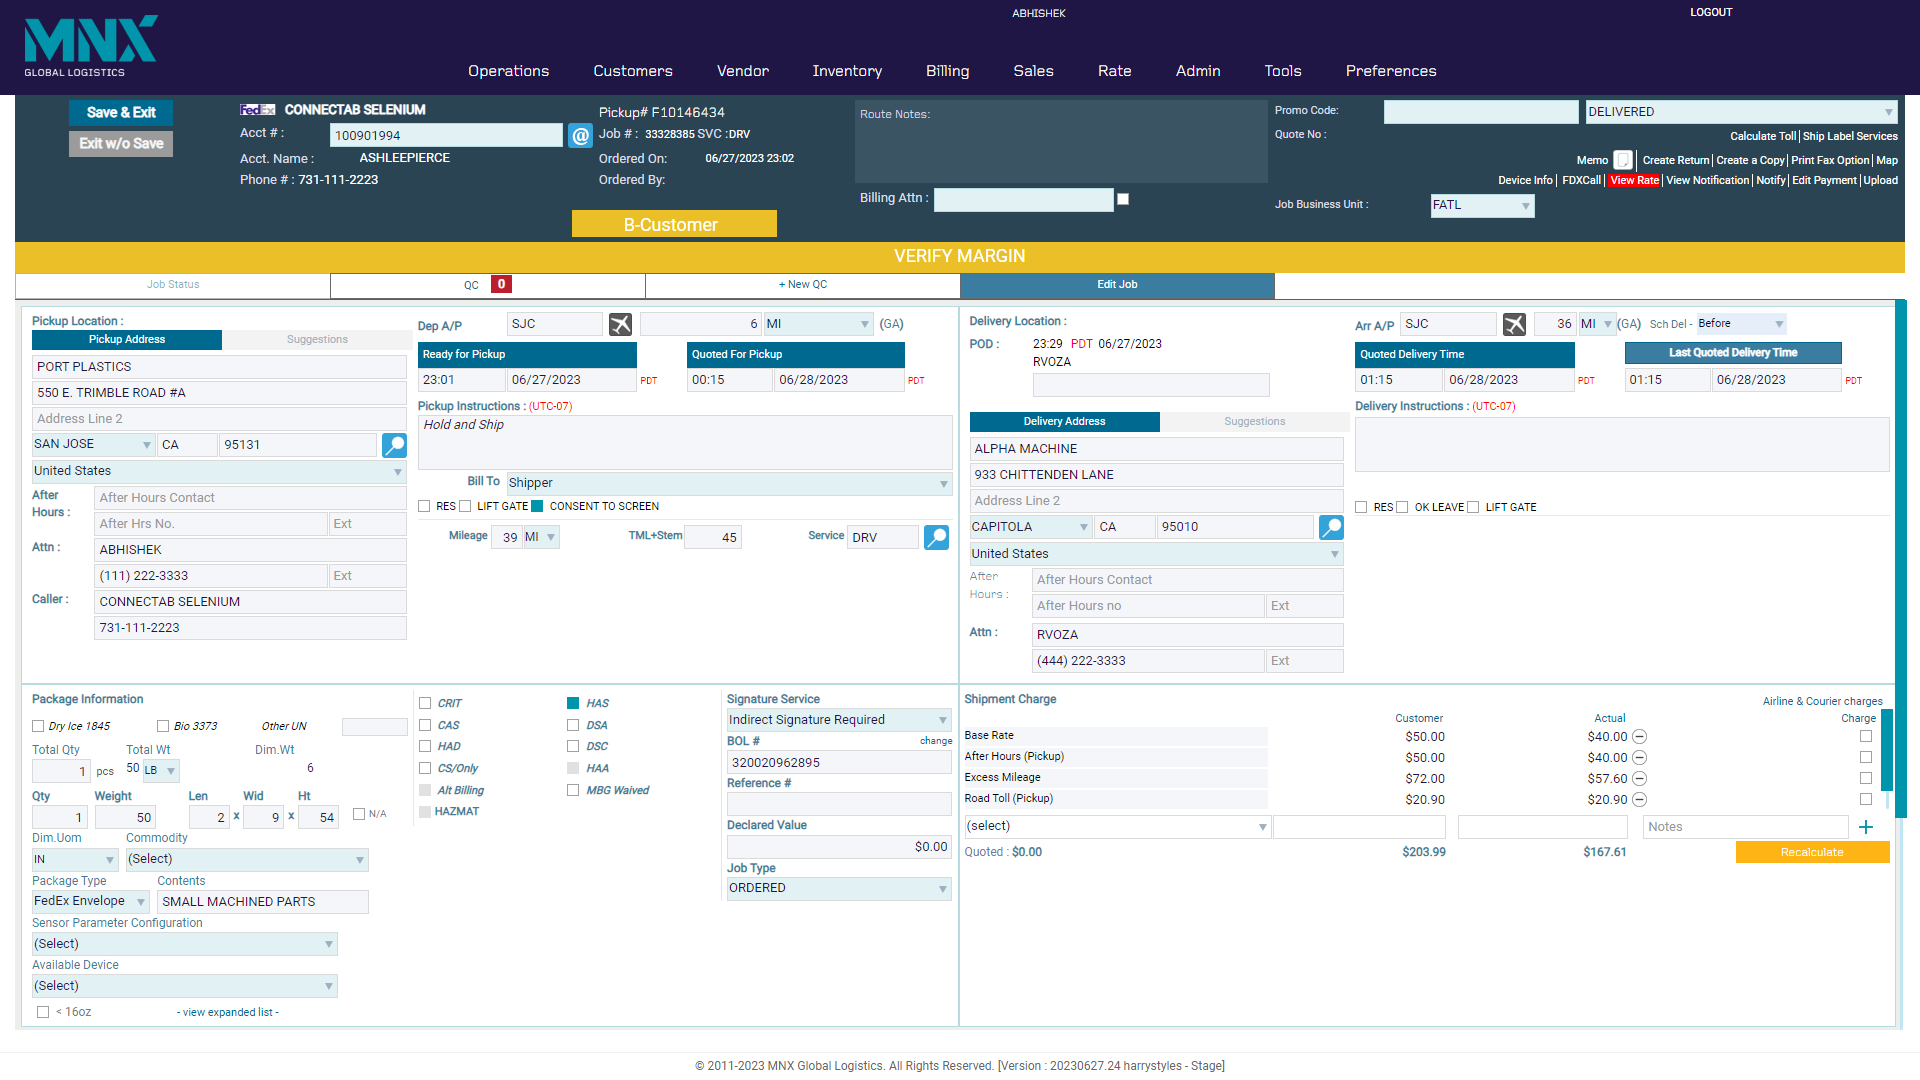 MNX
GLOBAL LOGISTICS
ABHISHEK
LOGOUT
Operations Customers Vendor Inventory Billing Sales Rate Admin Tools Preferences
Save & Exit
Exit w/o Save
FedEx CONNECTAB SELENIUM
Acct # : 100901994 @
Acct. Name : ASHLEEPIERCE
Phone # : 731-111-2223
Pickup# F10146434
Job # : 33328385 SVC :DRV
Ordered On: 06/27/2023 23:02
Ordered By:
B-Customer
Route Notes:
Billing Attn :
Promo Code: DELIVERED
Quote No :
Calculate Toll | Ship Label Services
Memo | Create Return | Create a Copy | Print Fax Option | Map
Device Info | FDXCall | View Rate | View Notification | Notify | Edit Payment | Upload
Job Business Unit : FATL
VERIFY MARGIN
Job Status QC 0 + New QC Edit Job
Pickup Location :
Pickup Address Suggestions
PORT PLASTICS
550 E. TRIMBLE ROAD #A
Address Line 2
SAN JOSE CA 95131
United States
After Hours : After Hours Contact
After Hrs No. Ext
Attn : ABHISHEK
(111) 222-3333 Ext
Caller : CONNECTAB SELENIUM
731-111-2223
Dep A/P SJC 6 MI (GA)
Ready for Pickup Quoted For Pickup
23:01 06/27/2023 PDT 00:15 06/28/2023 PDT
Pickup Instructions : (UTC-07)
Hold and Ship
Bill To Shipper
RES LIFT GATE CONSENT TO SCREEN
Mileage 39 MI TML+Stem 45 Service DRV
Delivery Location :
POD : 23:29 PDT 06/27/2023
RVOZA
Delivery Address Suggestions
ALPHA MACHINE
933 CHITTENDEN LANE
Address Line 2
CAPITOLA CA 95010
United States
After Hours : After Hours Contact
After Hours no Ext
Attn : RVOZA
(444) 222-3333 Ext
Arr A/P SJC 36 MI (GA) Sch Del - Before
Quoted Delivery Time Last Quoted Delivery Time
01:15 06/28/2023 PDT 01:15 06/28/2023 PDT
Delivery Instructions : (UTC-07)
RES OK LEAVE LIFT GATE
Package Information
Dry Ice 1845 Bio 3373 Other UN
Total Qty Total Wt Dim.Wt
1 pcs 50 LB 6
Qty Weight Len Wid Ht
1 50 2 x 9 x 54 N/A
Dim.Uom Commodity
IN (Select)
Package Type Contents
FedEx Envelope SMALL MACHINED PARTS
Sensor Parameter Configuration
(Select)
Available Device
(Select)
< 16oz - view expanded list -
CRIT HAS
CAS DSA
HAD DSC
CS/Only HAA
Alt Billing MBG Waived
HAZMAT
Signature Service
Indirect Signature Required
BOL # change
320020962895
Reference #
Declared Value
$0.00
Job Type
ORDERED
Shipment Charge
Airline & Courier charges
Customer Actual Charge
Base Rate $50.00 $40.00
After Hours (Pickup) $50.00 $40.00
Excess Mileage $72.00 $57.60
Road Toll (Pickup) $20.90 $20.90
(select) Notes +
Quoted : $0.00 $203.99 $167.61 Recalculate
© 2011-2023 MNX Global Logistics. All Rights Reserved. [Version : 20230627.24 harrystyles - Stage]